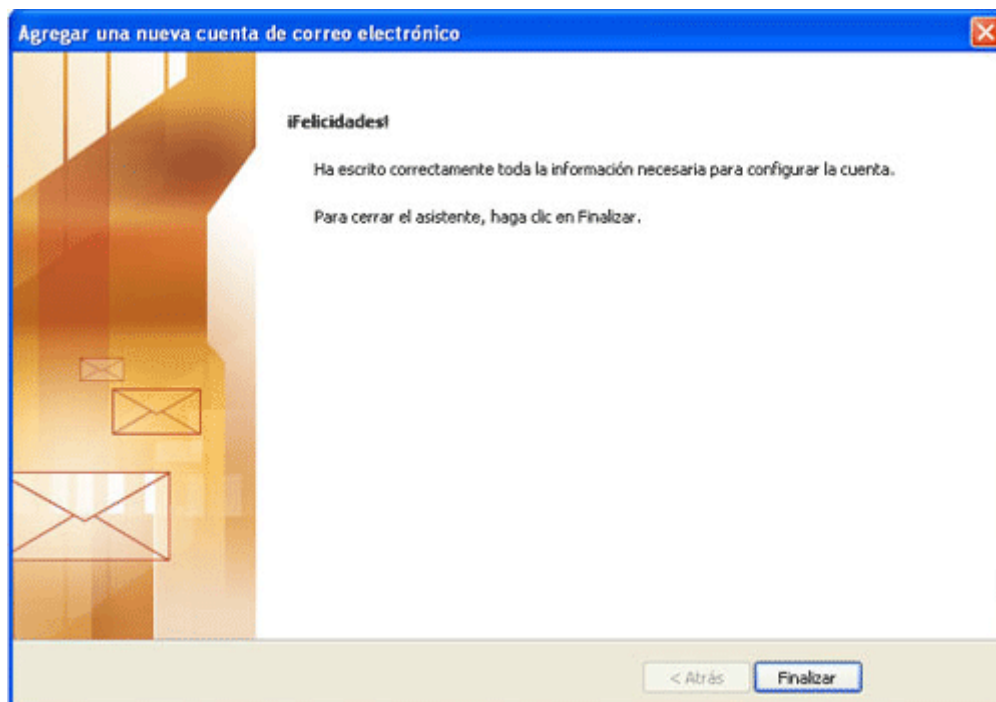 Agregar una nueva cuenta de correo electrónico
¡Felicidades!
Ha escrito correctamente toda la información necesaria para configurar la cuenta.
Para cerrar el asistente, haga clic en Finalizar.
< Atrás
Finalizar